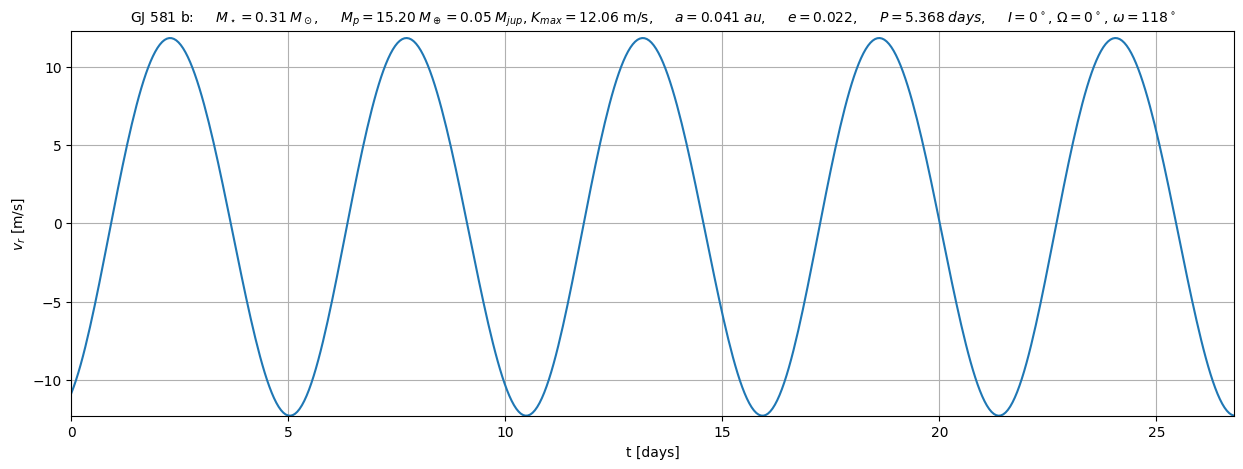 GJ 581 b: M⋆ = 0.31 M⊙, Mₚ = 15.20 M⊕ = 0.05 Mⱼᵤₚ, Kₘₐₓ = 12.06 m/s, a = 0.041 au, e = 0.022, P = 5.368 days, I = 0°, Ω = 0°, ω = 118°
10
5
0
−5
−10
vᵣ [m/s]
0 5 10 15 20 25
t [days]